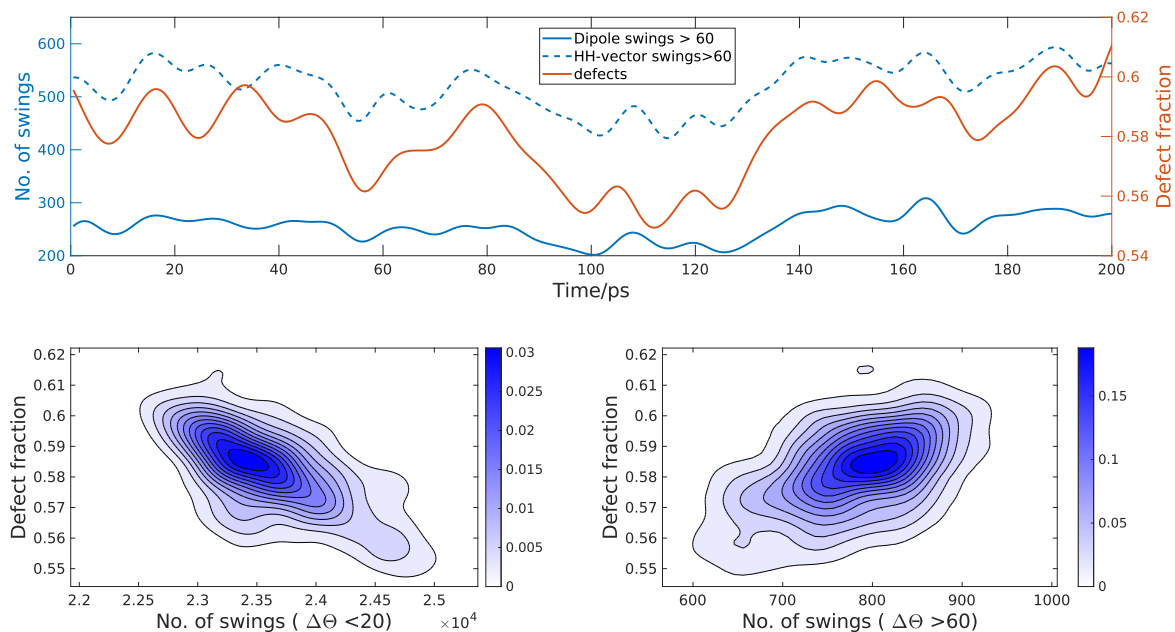 600
500
400
300
200
No. of swings
Dipole swings > 60
HH-vector swings>60
defects
0.62
0.6
0.58
0.56
0.54
Defect fraction
0 20 40 60 80 100 120 140 160 180 200
Time/ps
0.62
0.61
0.6
0.59
0.58
0.57
0.56
0.55
Defect fraction
2.2 2.25 2.3 2.35 2.4 2.45 2.5
No. of swings ( ΔΘ <20) ×10⁴
0.03
0.025
0.02
0.015
0.01
0.005
0
0.62
0.61
0.6
0.59
0.58
0.57
0.56
0.55
Defect fraction
600 700 800 900 1000
No. of swings ( ΔΘ >60)
0.15
0.1
0.05
0